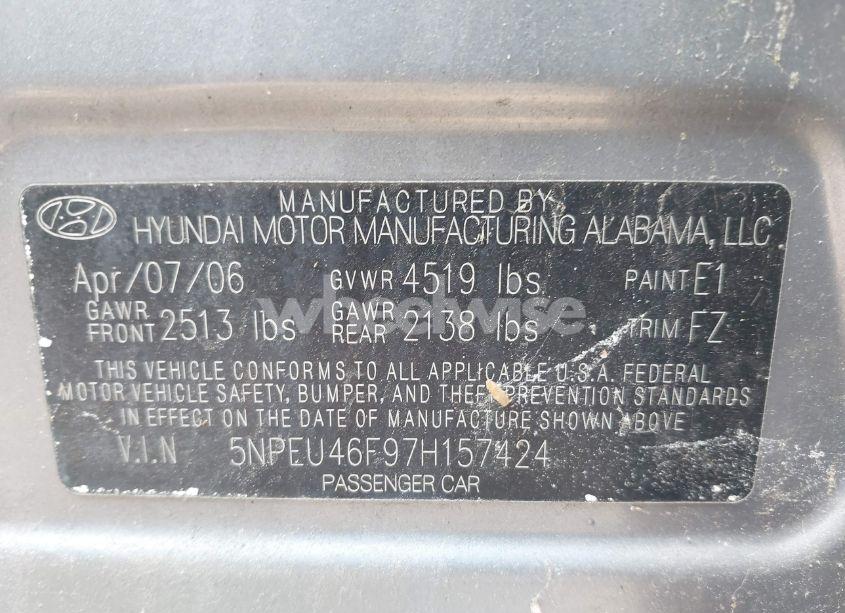 MANUFACTURED BY
HYUNDAI MOTOR MANUFACTURING ALABAMA, LLC
Apr/07/06 GVWR 4519 lbs PAINT E1
GAWR FRONT 2513 lbs GAWR REAR 2138 lbs TRIM FZ
wheelwise
THIS VEHICLE CONFORMS TO ALL APPLICABLE U.S.A. FEDERAL
MOTOR VEHICLE SAFETY, BUMPER, AND THEFT PREVENTION STANDARDS
IN EFFECT ON THE DATE OF MANUFACTURE SHOWN ABOVE
V.I.N 5NPEU46F97H157424
PASSENGER CAR